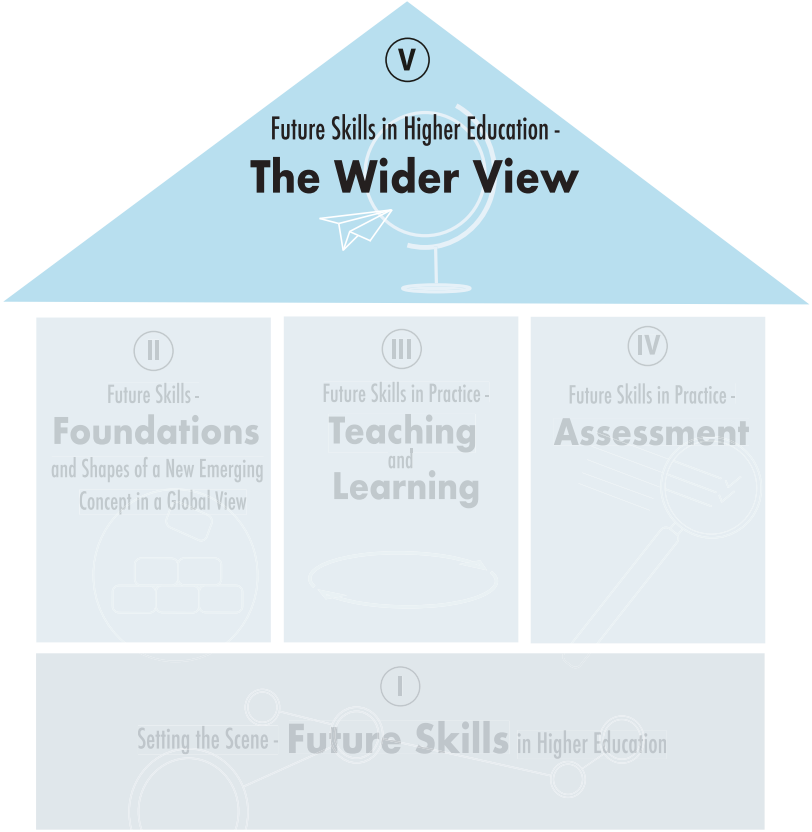 V
Future Skills in Higher Education -
The Wider View
II
Future Skills -
Foundations
and Shapes of a New Emerging
Concept in a Global View
III
Future Skills in Practice -
Teaching
and
Learning
IV
Future Skills in Practice -
Assessment
I
Setting the Scene - Future Skills in Higher Education